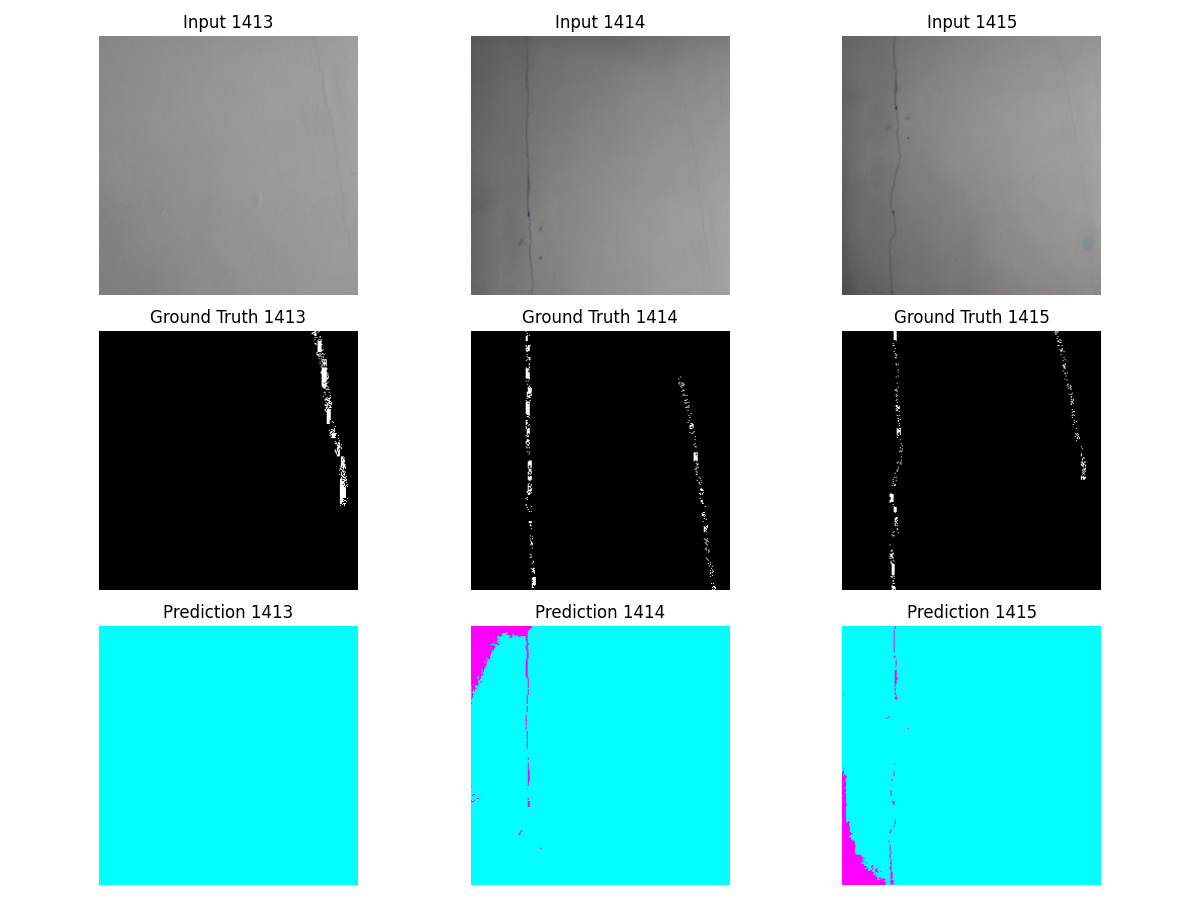 Input 1413
Input 1414
Input 1415
Ground Truth 1413
Ground Truth 1414
Ground Truth 1415
Prediction 1413
Prediction 1414
Prediction 1415